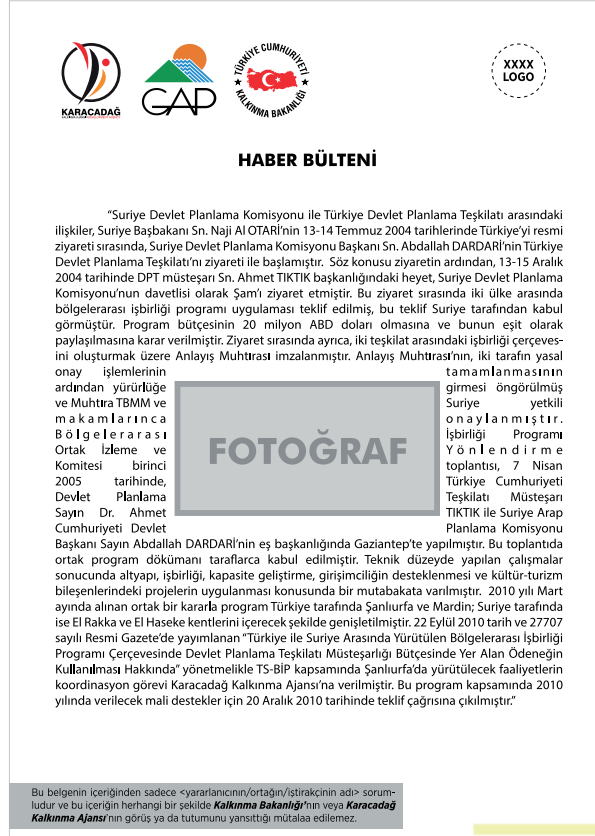 KARACADAĞ
GAP
TÜRKİYE CUMHURİYETİ
KALKINMA BAKANLIĞI
XXXX
LOGO
HABER BÜLTENİ
“Suriye Devlet Planlama Komisyonu ile Türkiye Devlet Planlama Teşkilatı arasındaki
ilişkiler, Suriye Başbakanı Sn. Naji Al OTARİ’nin 13-14 Temmuz 2004 tarihlerinde Türkiye’yi resmi
ziyareti sırasında, Suriye Devlet Planlama Komisyonu Başkanı Sn. Abdallah DARDARİ’nin Türkiye
Devlet Planlama Teşkilatı’nı ziyareti ile başlamıştır. Söz konusu ziyaretin ardından, 13-15 Aralık
2004 tarihinde DPT müsteşarı Sn. Ahmet TIKTIK başkanlığındaki heyet, Suriye Devlet Planlama
Komisyonu’nun davetlisi olarak Şam’ı ziyaret etmiştir. Bu ziyaret sırasında iki ülke arasında
bölgelerarası işbirliği programı uygulaması teklif edilmiş, bu teklif Suriye tarafından kabul
görmüştür. Program bütçesinin 20 milyon ABD doları olmasına ve bunun eşit olarak
paylaşılmasına karar verilmiştir. Ziyaret sırasında ayrıca, iki teşkilat arasındaki işbirliği çerçeves-
ini oluşturmak üzere Anlayış Muhtırası imzalanmıştır. Anlayış Muhtırası’nın, iki tarafın yasal
onay işlemlerinin tamamlanmasının
ardından yürürlüğe girmesi öngörülmüş
ve Muhtıra TBMM ve Suriye yetkili
makamlarınca onaylanmıştır.
Bölgelerarası İşbirliği Programı
Ortak İzleme ve Yönlendirme
Komitesi birinci toplantısı, 7 Nisan
2005 tarihinde, Türkiye Cumhuriyeti
Devlet Planlama Teşkilatı Müsteşarı
Sayın Dr. Ahmet TIKTIK ile Suriye Arap
Cumhuriyeti Devlet Planlama Komisyonu
FOTOĞRAF
Başkanı Sayın Abdallah DARDARİ’nin eş başkanlığında Gaziantep’te yapılmıştır. Bu toplantıda
ortak program dökümanı taraflarca kabul edilmiştir. Teknik düzeyde yapılan çalışmalar
sonucunda altyapı, işbirliği, kapasite geliştirme, girişimciliğin desteklenmesi ve kültür-turizm
bileşenlerindeki projelerin uygulanması konusunda bir mutabakata varılmıştır. 2010 yılı Mart
ayında alınan ortak bir kararla program Türkiye tarafında Şanlıurfa ve Mardin; Suriye tarafında
ise El Rakka ve El Haseke kentlerini içerecek şekilde genişletilmiştir. 22 Eylül 2010 tarih ve 27707
sayılı Resmi Gazete’de yayımlanan “Türkiye ile Suriye Arasında Yürütülen Bölgelerarası İşbirliği
Programı Çerçevesinde Devlet Planlama Teşkilatı Müsteşarlığı Bütçesinde Yer Alan Ödeneğin
Kullanılması Hakkında” yönetmelikle TS-BİP kapsamında Şanlıurfa’da yürütülecek faaliyetlerin
koordinasyon görevi Karacadağ Kalkınma Ajansı’na verilmiştir. Bu program kapsamında 2010
yılında verilecek mali destekler için 20 Aralık 2010 tarihinde teklif çağrısına çıkılmıştır.”
Bu belgenin içeriğinden sadece <yararlanıcının/ortağın/iştirakçinin adı> sorum-
ludur ve bu içeriğin herhangi bir şekilde Kalkınma Bakanlığı’nın veya Karacadağ
Kalkınma Ajansı’nın görüş ya da tutumunu yansıttığı mütalaa edilemez.